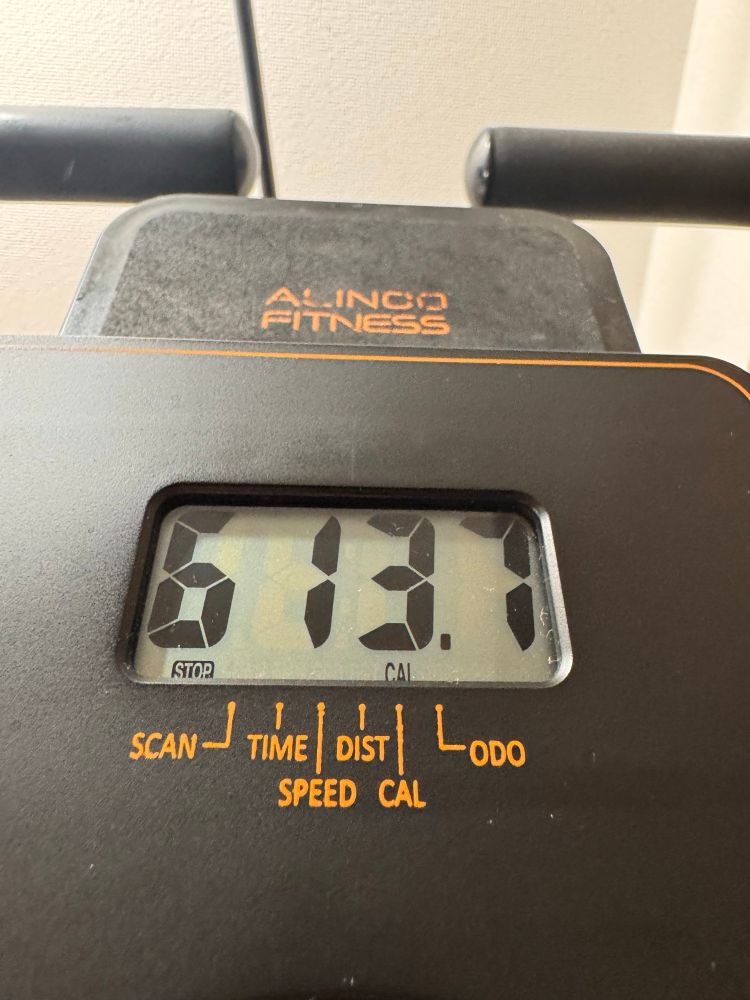 ALINCO
FITNESS
613.7
STOP CAL
SCAN TIME DIST ODO
SPEED CAL